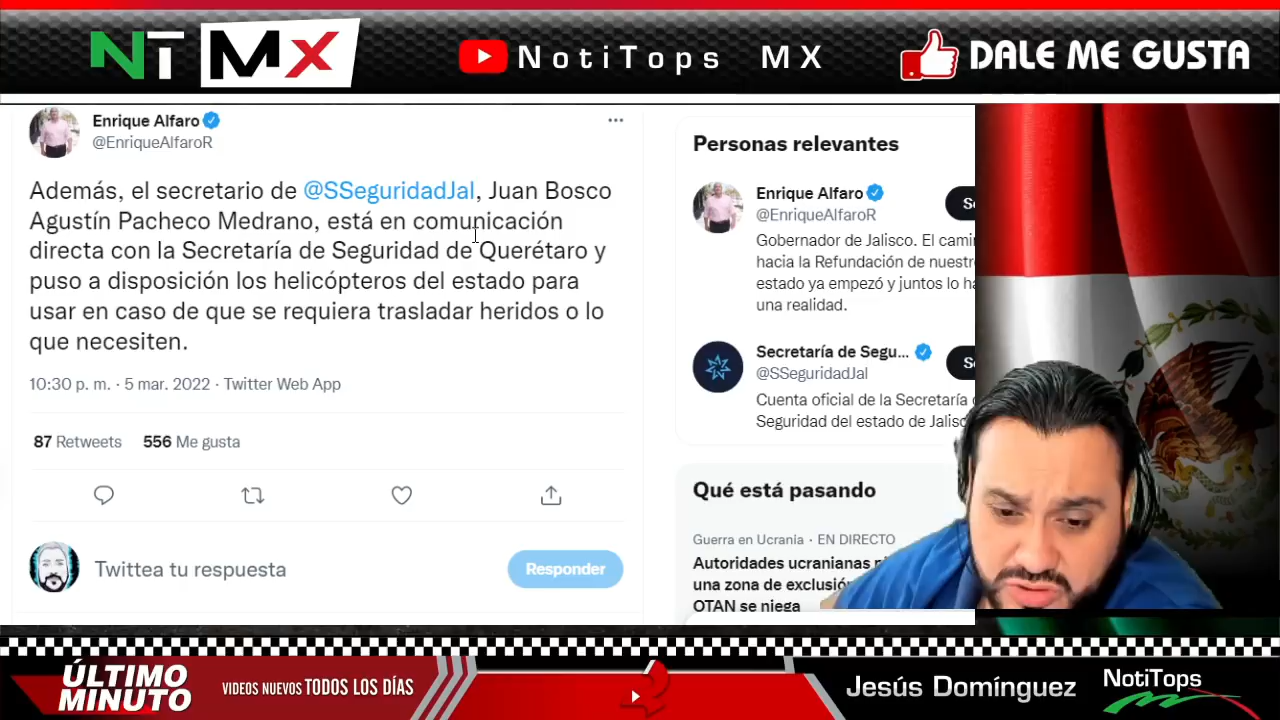 NT MX
NotiTops MX
DALE ME GUSTA
Enrique Alfaro
@EnriqueAlfaroR
Además, el secretario de @SSeguridadJal, Juan Bosco
Agustín Pacheco Medrano, está en comunicación
directa con la Secretaría de Seguridad de Querétaro y
puso a disposición los helicópteros del estado para
usar en caso de que se requiera trasladar heridos o lo
que necesiten.
10:30 p. m. · 5 mar. 2022 · Twitter Web App
87 Retweets 556 Me gusta
Twittea tu respuesta
Responder
Personas relevantes
Enrique Alfaro
@EnriqueAlfaroR
Gobernador de Jalisco. El cami
hacia la Refundación de nuestr
estado ya empezó y juntos lo ha
una realidad.
Secretaría de Segu...
@SSeguridadJal
Cuenta oficial de la Secretaría
Seguridad del estado de Jalisc
Qué está pasando
Guerra en Ucrania · EN DIRECTO
Autoridades ucranianas
una zona de exclusió
OTAN se niega
ÚLTIMO
MINUTO
VIDEOS NUEVOS TODOS LOS DÍAS
Jesús Domínguez
NotiTops